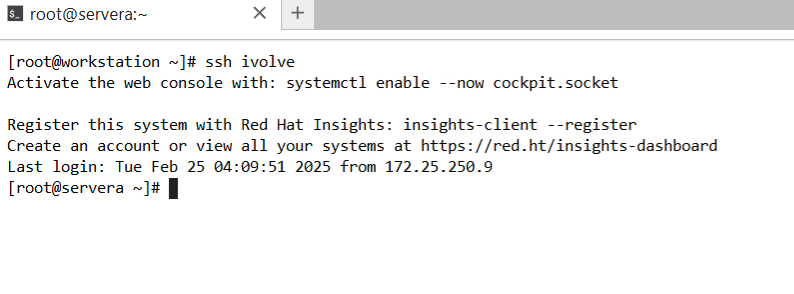 root@servera:~
[root@workstation ~]# ssh ivolve
Activate the web console with: systemctl enable --now cockpit.socket
Register this system with Red Hat Insights: insights-client --register
Create an account or view all your systems at https://red.ht/insights-dashboard
Last login: Tue Feb 25 04:09:51 2025 from 172.25.250.9
[root@servera ~]#